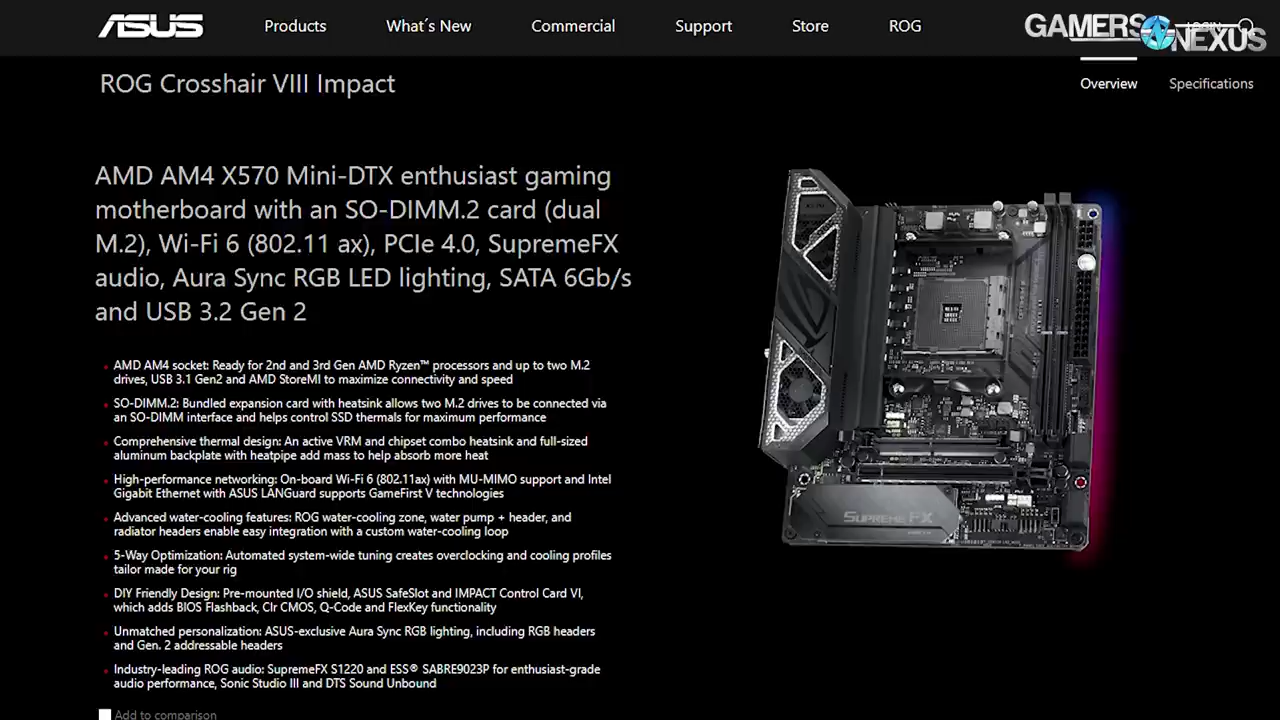 ASUS
Products
What´s New
Commercial
Support
Store
ROG
LOGIN
GAMERS
NEXUS
ROG Crosshair VIII Impact
Overview
Specifications
AMD AM4 X570 Mini-DTX enthusiast gaming
motherboard with an SO-DIMM.2 card (dual
M.2), Wi-Fi 6 (802.11 ax), PCIe 4.0, SupremeFX
audio, Aura Sync RGB LED lighting, SATA 6Gb/s
and USB 3.2 Gen 2
AMD AM4 socket: Ready for 2nd and 3rd Gen AMD Ryzen™ processors and up to two M.2
drives, USB 3.1 Gen2 and AMD StoreMI to maximize connectivity and speed
SO-DIMM.2: Bundled expansion card with heatsink allows two M.2 drives to be connected via
an SO-DIMM interface and helps control SSD thermals for maximum performance
Comprehensive thermal design: An active VRM and chipset combo heatsink and full-sized
aluminum backplate with heatpipe add mass to help absorb more heat
High-performance networking: On-board Wi-Fi 6 (802.11ax) with MU-MIMO support and Intel
Gigabit Ethernet with ASUS LANGuard supports GameFirst V technologies
Advanced water-cooling features: ROG water-cooling zone, water pump + header, and
radiator headers enable easy integration with a custom water-cooling loop
5-Way Optimization: Automated system-wide tuning creates overclocking and cooling profiles
tailor made for your rig
DIY Friendly Design: Pre-mounted I/O shield, ASUS SafeSlot and IMPACT Control Card VI,
which adds BIOS Flashback, Clr CMOS, Q-Code and FlexKey functionality
Unmatched personalization: ASUS-exclusive Aura Sync RGB lighting, including RGB headers
and Gen. 2 addressable headers
Industry-leading ROG audio: SupremeFX S1220 and ESS® SABRE9023P for enthusiast-grade
audio performance, Sonic Studio III and DTS Sound Unbound
Add to comparison
SUPREME FX